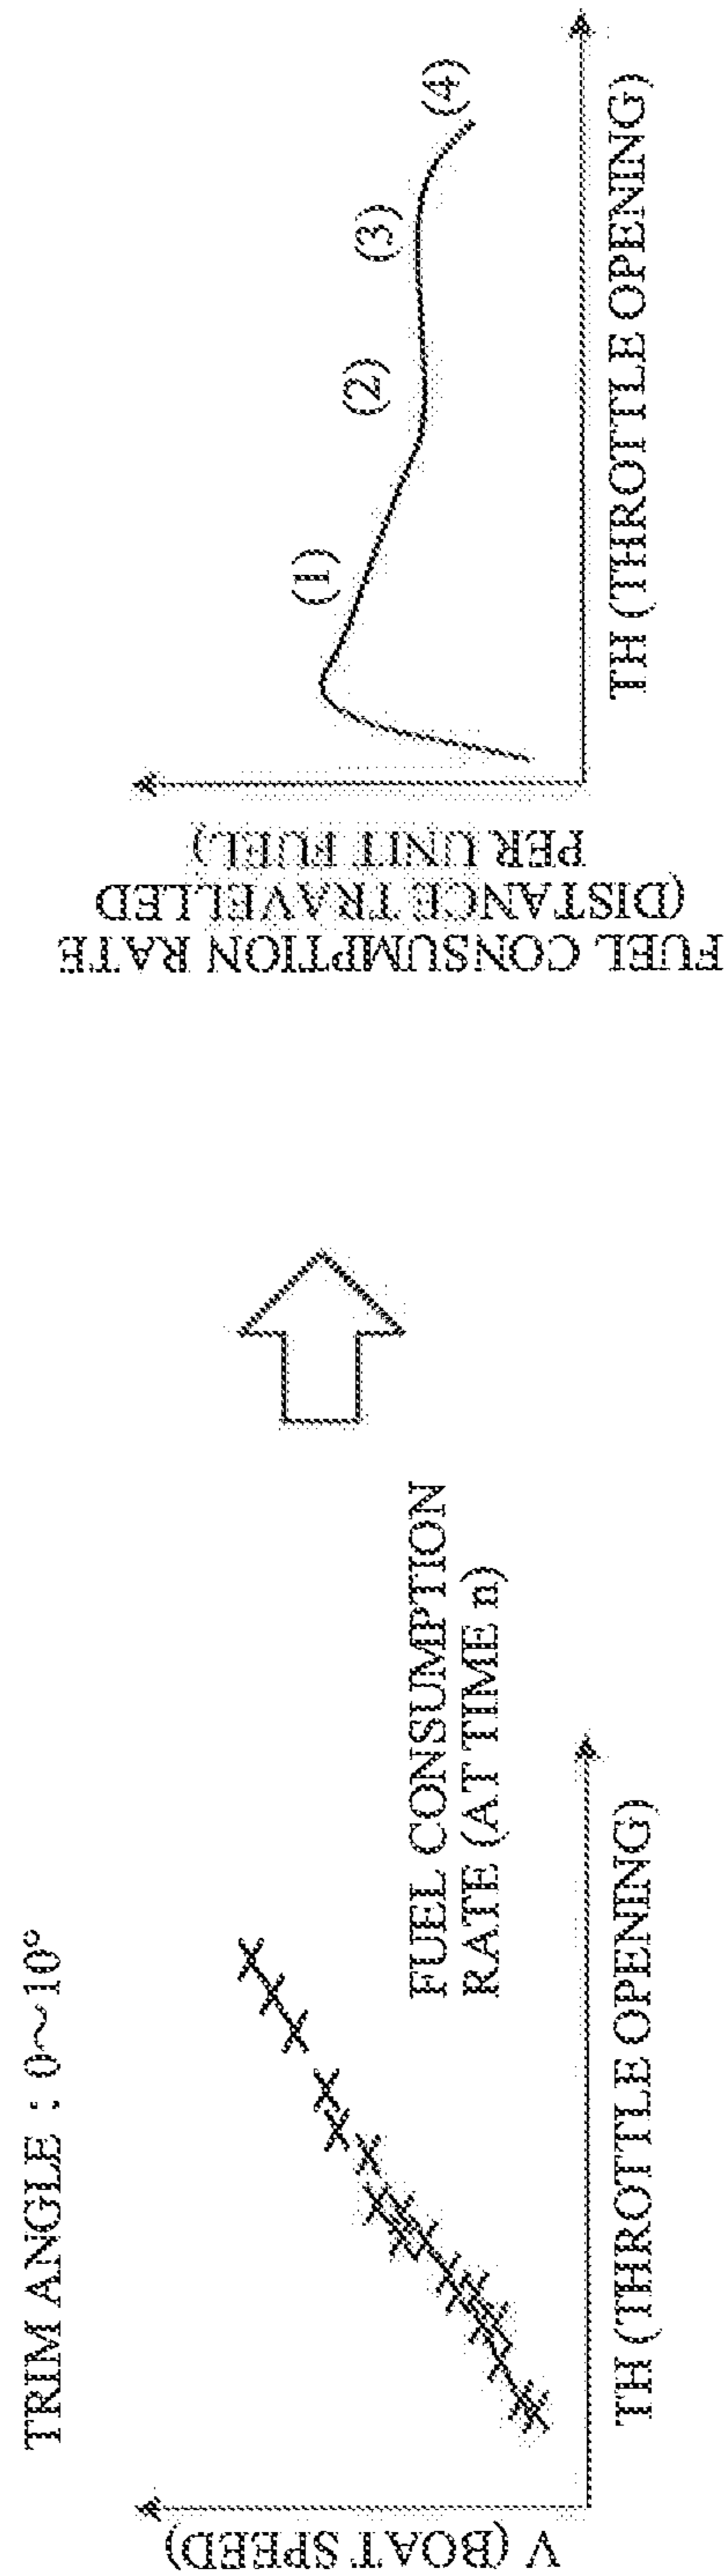 TRIM ANGLE : 0~10°
V (BOAT SPEED)
TH (THROTTLE OPENING)
FUEL CONSUMPTION
RATE (AT TIME n)
FUEL CONSUMPTION RATE
(DISTANCE TRAVELLED
PER UNIT FUEL)
(1)
(2)
(3)
(4)
TH (THROTTLE OPENING)